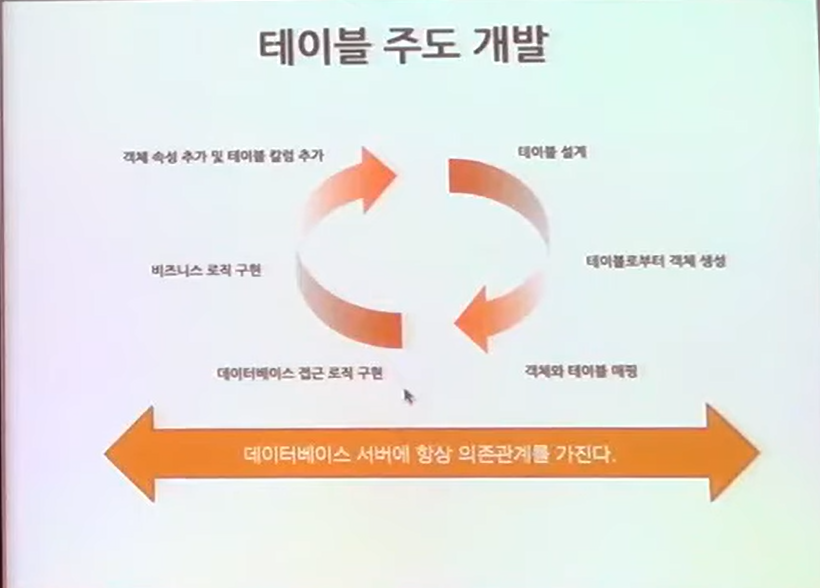 테이블 주도 개발
객체 속성 추가 및 테이블 칼럼 추가
테이블 설계
비즈니스 로직 구현
테이블로부터 객체 생성
데이터베이스 접근 로직 구현
객체와 테이블 매핑
데이터베이스 서버에 항상 의존관계를 가진다.